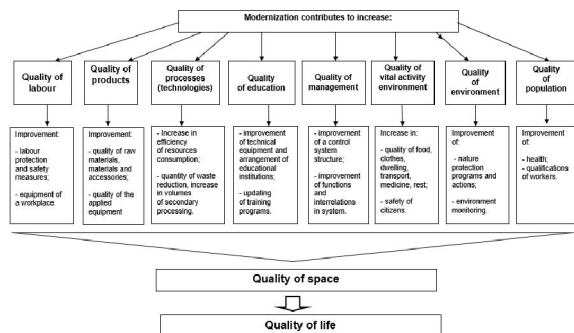 Modernization contributes to increase:
Quality of
labour
Quality of
products
Quality of
processes
(technologies)
Quality
of education
Quality of
management
Quality of
vital activity
environment
Quality
of
environment
Quality
of
population
Improvement:
- labour
protection
and safety
measures;
- equipment of
a workplace
Improvement:
- quality of raw
materials,
materials and
accessories;
- quality of the
applied
equipment
- Increase in
efficiency
of resources
consumption;
- quantity of waste
reduction, increase
in volumes
of secondary
processing.
- improvement
of technical
equipment and
arrangement of
educational
institutions;
- updating
of training
programs.
- improvement
of a control
system
structure;
- improvement
of functions
and
interrelations
in system.
Increase in:
- quality of food,
clothes,
dwelling,
transport,
medicine, rest;
- safety of
citizens.
Improvement
of:
- nature
protection
programs and
actions;
- environment
monitoring.
Improvement
of:
- health;
- qualifications
of workers.
Quality of space
Quality of life